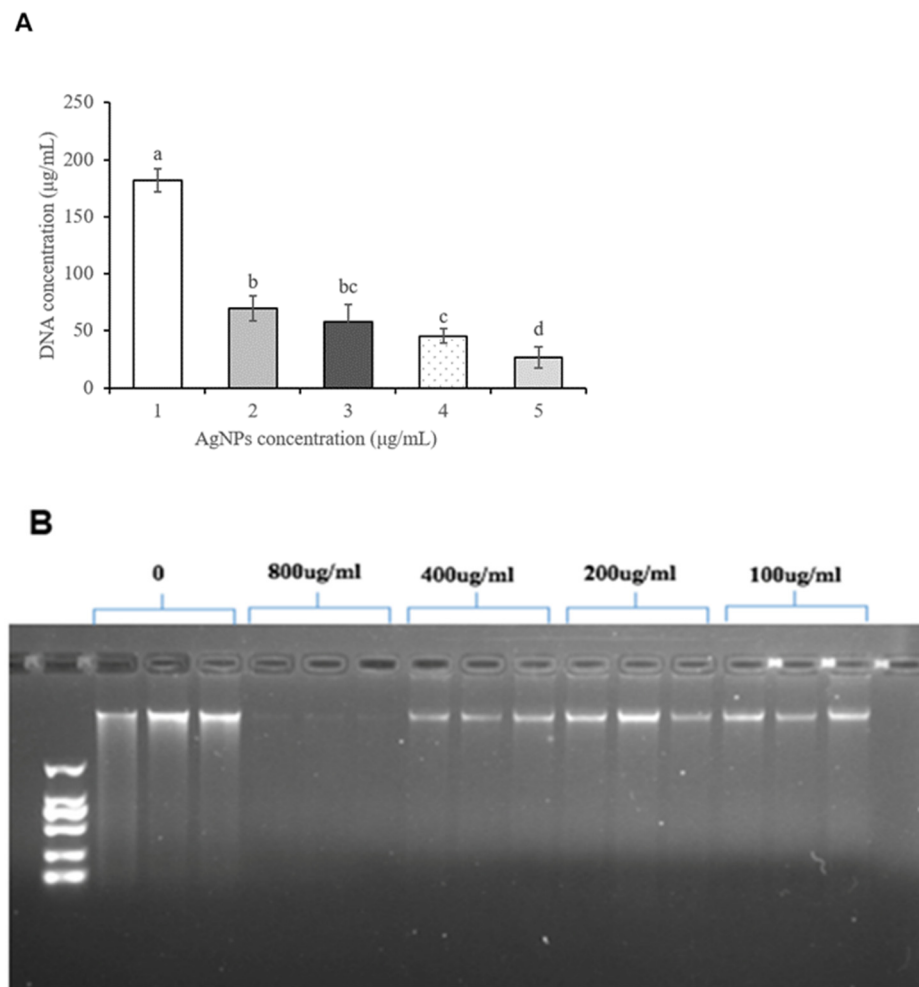 A
250
200
150
100
50
0
DNA concentration (µg/mL)
a
b
bc
c
d
1 2 3 4 5
AgNPs concentration (µg/mL)
B
0 800ug/ml 400ug/ml 200ug/ml 100ug/ml